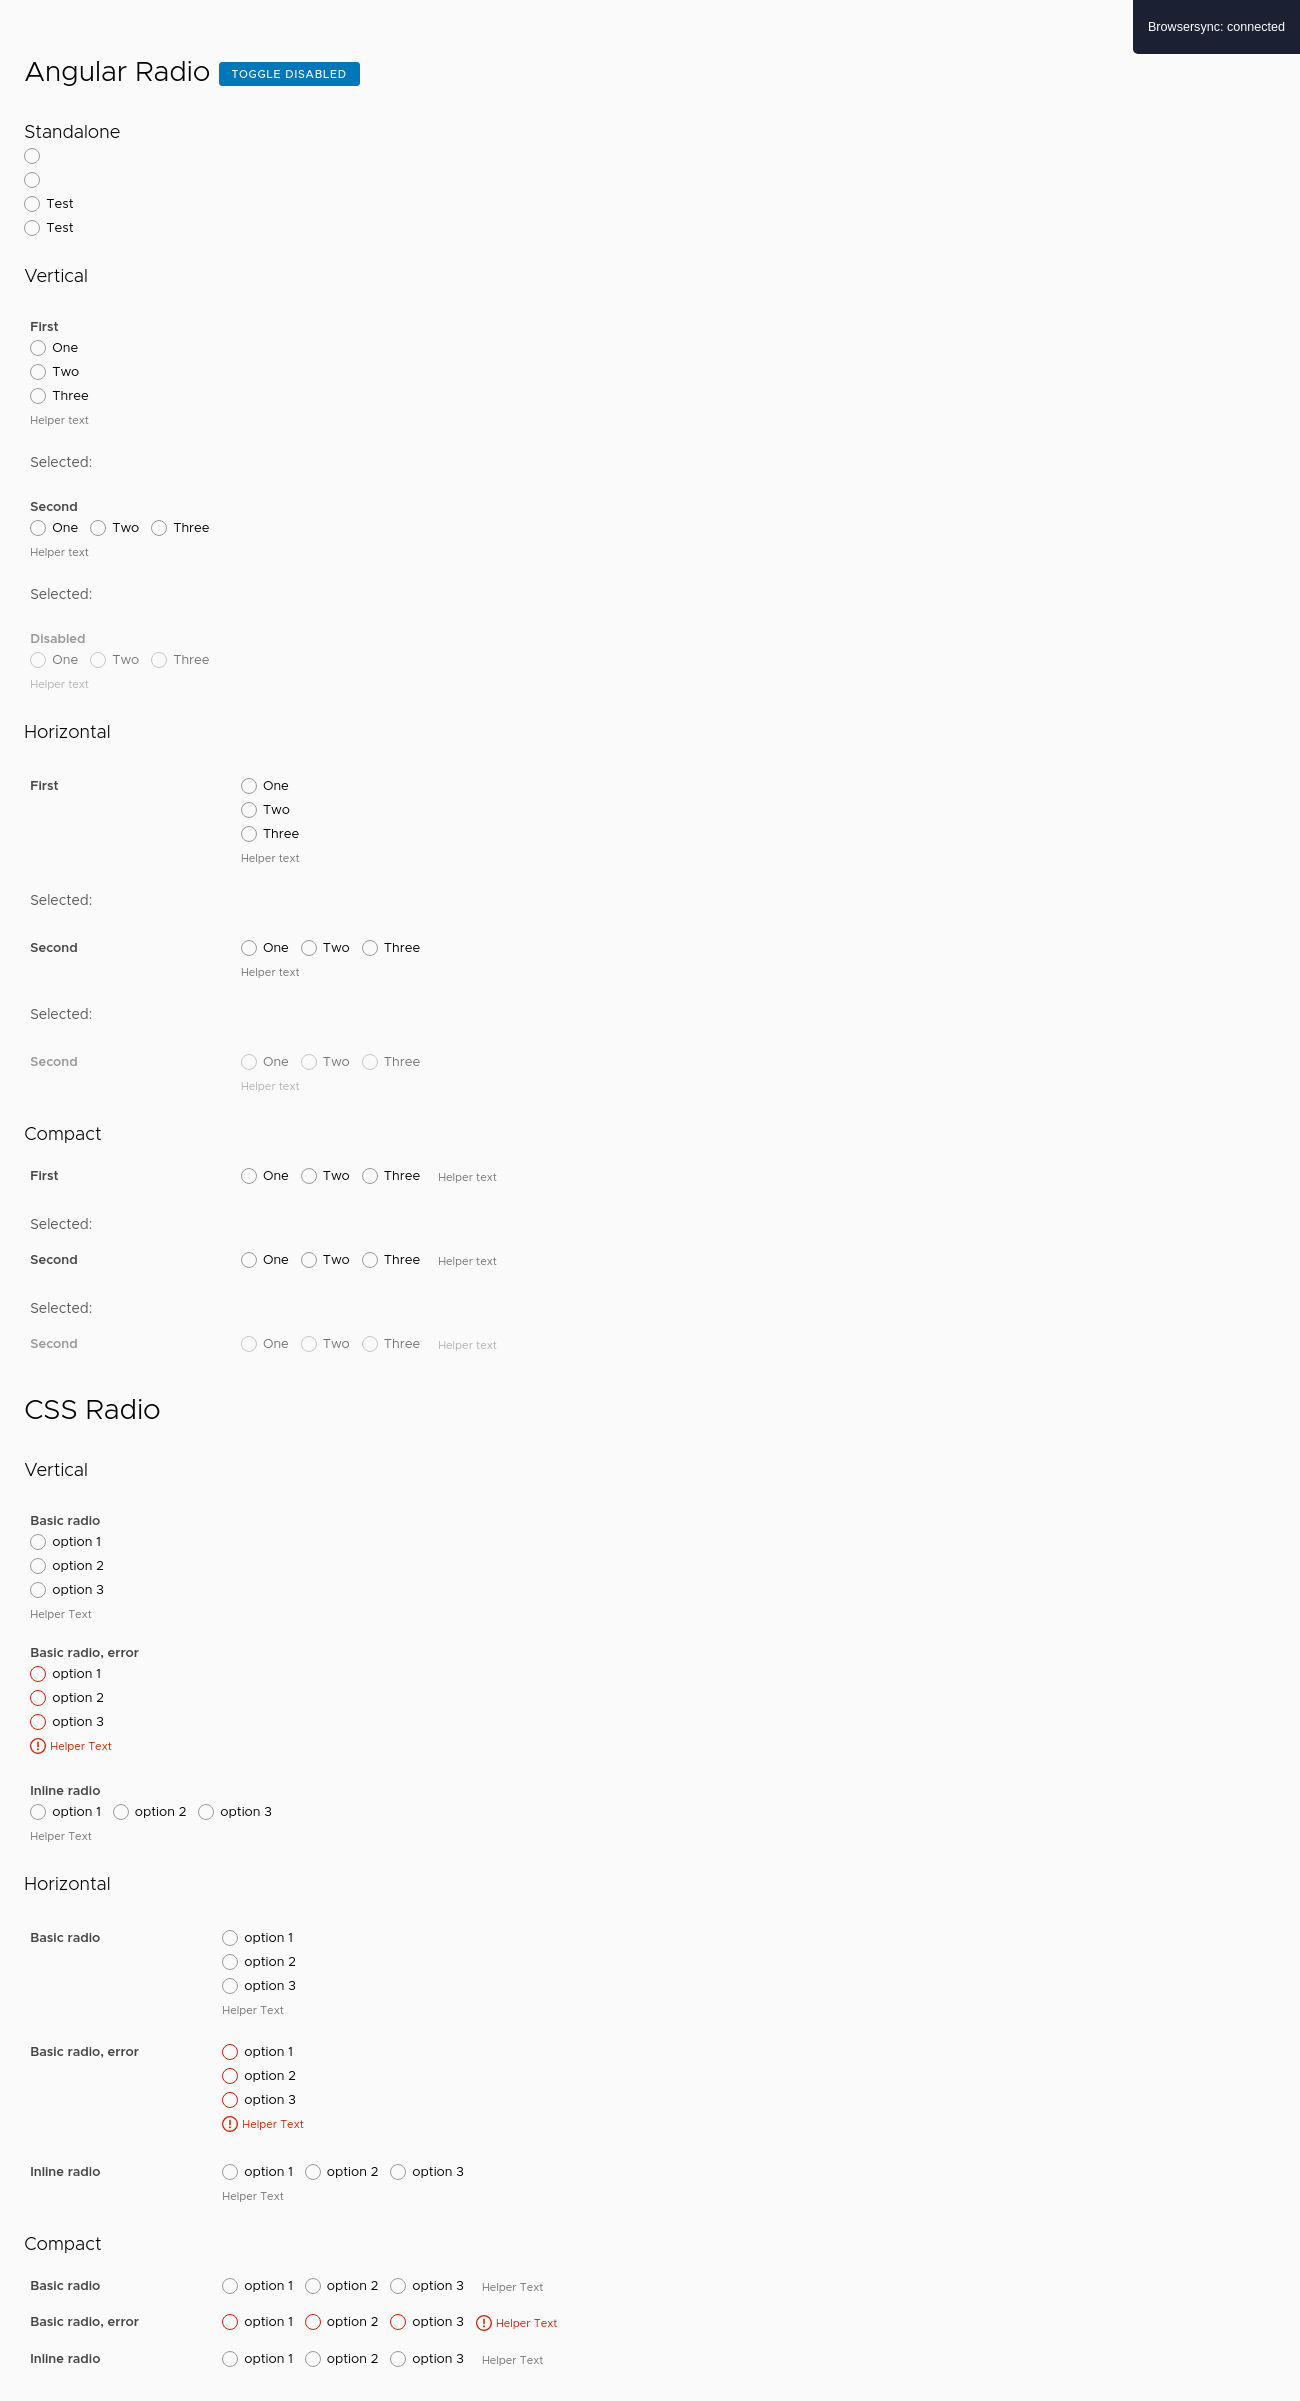 Browsersync: connected
Angular Radio TOGGLE DISABLED
Standalone
Test
Test
Vertical
First
One
Two
Three
Helper text
Selected:
Second
One Two Three
Helper text
Selected:
Disabled
One Two Three
Helper text
Horizontal
First One
Two
Three
Helper text
Selected:
Second One Two Three
Helper text
Selected:
Second One Two Three
Helper text
Compact
First One Two Three Helper text
Selected:
Second One Two Three Helper text
Selected:
Second One Two Three Helper text
CSS Radio
Vertical
Basic radio
option 1
option 2
option 3
Helper Text
Basic radio, error
option 1
option 2
option 3
Helper Text
Inline radio
option 1 option 2 option 3
Helper Text
Horizontal
Basic radio option 1
option 2
option 3
Helper Text
Basic radio, error option 1
option 2
option 3
Helper Text
Inline radio option 1 option 2 option 3
Helper Text
Compact
Basic radio option 1 option 2 option 3 Helper Text
Basic radio, error option 1 option 2 option 3 Helper Text
Inline radio option 1 option 2 option 3 Helper Text